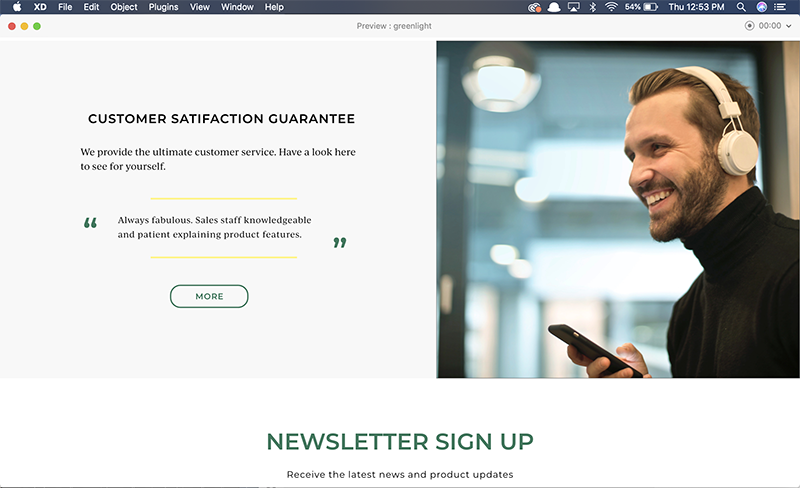 XD File Edit Object Plugins View Window Help 54% Thu 12:53 PM
Preview : greenlight 00:00
CUSTOMER SATIFACTION GUARANTEE
We provide the ultimate customer service. Have a look here
to see for yourself.
“ Always fabulous. Sales staff knowledgeable
and patient explaining product features. ”
MORE
NEWSLETTER SIGN UP
Receive the latest news and product updates